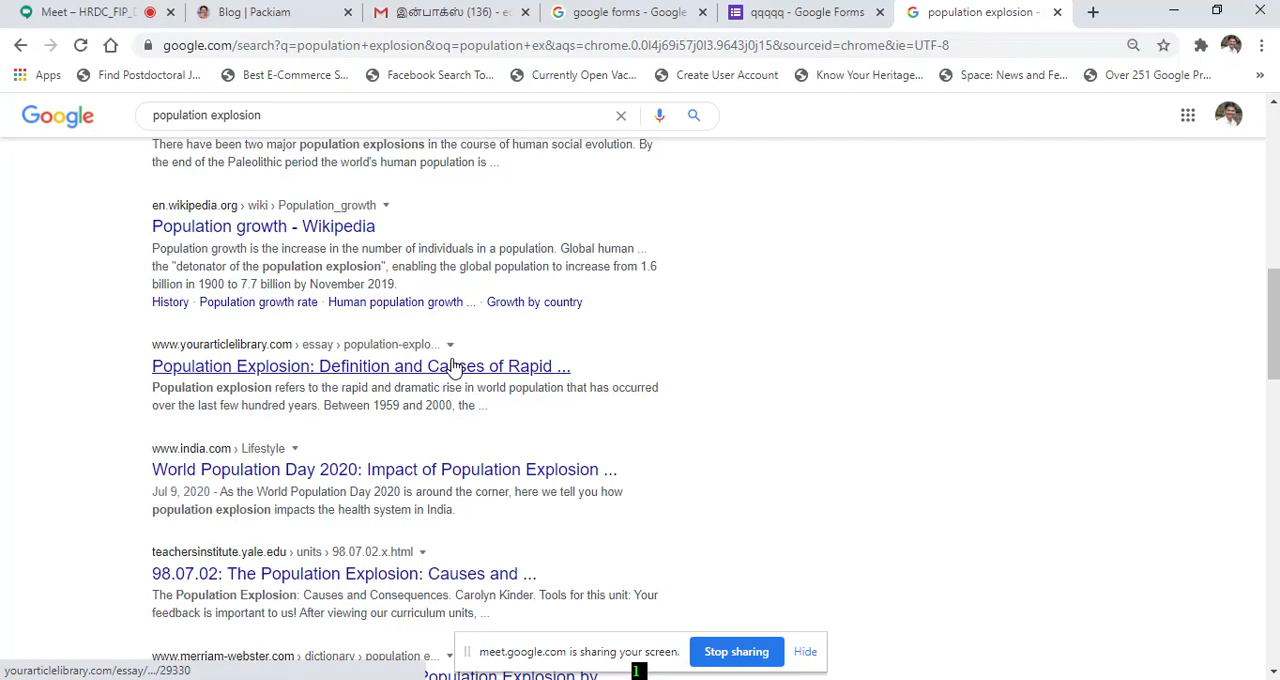 Meet – HRDC_FIP_D
Blog | Packiam
இன்பாக்ஸ் (136) - ec
google forms - Google
qqqqq - Google Forms
population explosion -
google.com/search?q=population+explosion&oq=population+ex&aqs=chrome.0.0l4j69i57j0l3.9643j0j15&sourceid=chrome&ie=UTF-8
Apps
Find Postdoctoral J...
Best E-Commerce S...
Facebook Search To...
Currently Open Vac...
Create User Account
Know Your Heritage...
Space: News and Fe...
Over 251 Google Pr...
»
Google
population explosion
There have been two major population explosions in the course of human social evolution. By
the end of the Paleolithic period the world's human population is ...
en.wikipedia.org › wiki › Population_growth
Population growth - Wikipedia
Population growth is the increase in the number of individuals in a population. Global human ...
the "detonator of the population explosion", enabling the global population to increase from 1.6
billion in 1900 to 7.7 billion by November 2019.
History · Population growth rate · Human population growth ... · Growth by country
www.yourarticlelibrary.com › essay › population-explo...
Population Explosion: Definition and Causes of Rapid ...
Population explosion refers to the rapid and dramatic rise in world population that has occurred
over the last few hundred years. Between 1959 and 2000, the ...
www.india.com › Lifestyle
World Population Day 2020: Impact of Population Explosion ...
Jul 9, 2020 - As the World Population Day 2020 is around the corner, here we tell you how
population explosion impacts the health system in India.
teachersinstitute.yale.edu › units › 98.07.02.x.html
98.07.02: The Population Explosion: Causes and ...
The Population Explosion: Causes and Consequences. Carolyn Kinder. Tools for this unit: Your
feedback is important to us! After viewing our curriculum units, ...
www.merriam-webster.com › dictionary › population e...
Population Explosion by
meet.google.com is sharing your screen.
Stop sharing
Hide
yourarticlelibrary.com/essay/.../29330
1